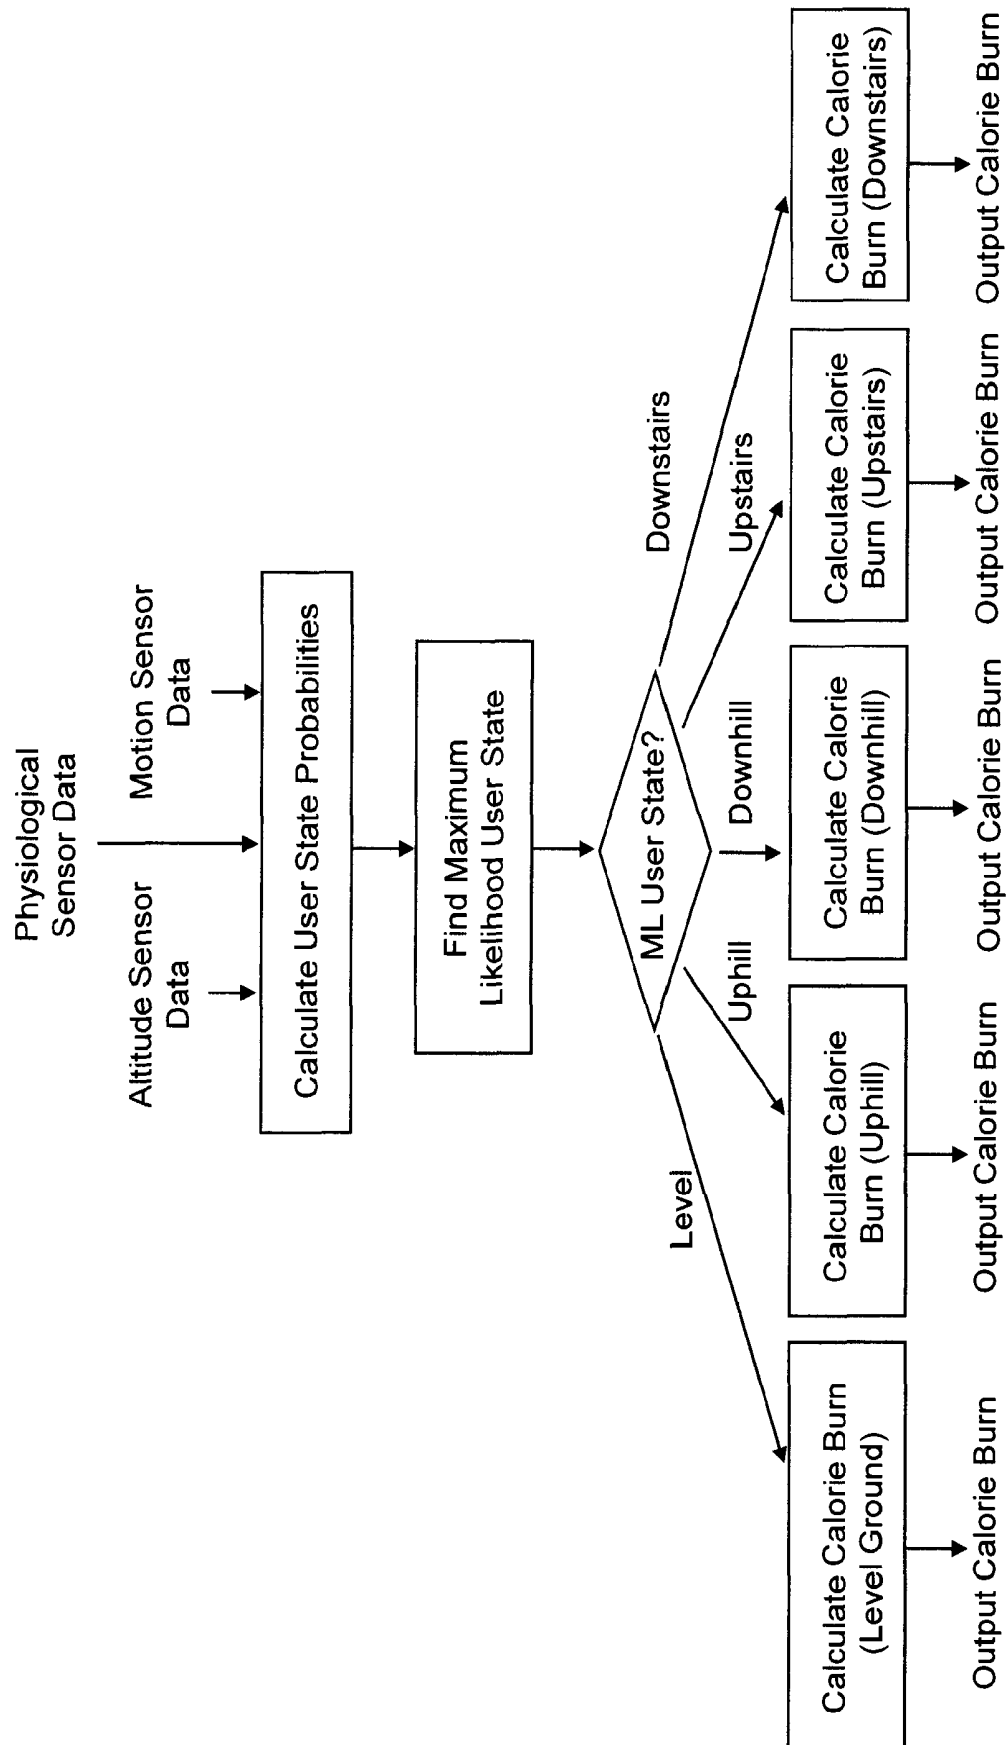 Physiological
Sensor Data
Altitude Sensor
Data
Motion Sensor
Data
Calculate User State Probabilities
Find Maximum
Likelihood User State
ML User State?
Level
Uphill
Downhill
Upstairs
Downstairs
Calculate Calorie Burn
(Level Ground)
Calculate Calorie
Burn (Uphill)
Calculate Calorie
Burn (Downhill)
Calculate Calorie
Burn (Upstairs)
Calculate Calorie
Burn (Downstairs)
Output Calorie Burn
Output Calorie Burn
Output Calorie Burn
Output Calorie Burn
Output Calorie Burn